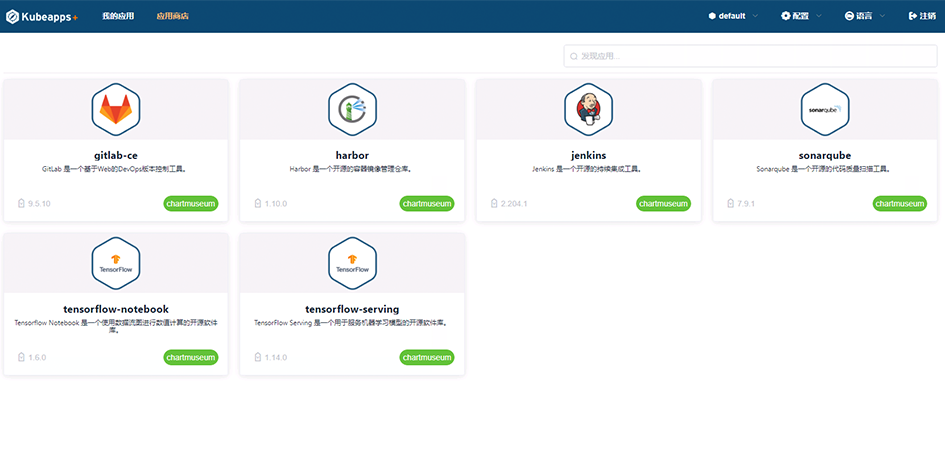 Kubeapps+ 我的应用 应用商店 default 配置 语言 注销
发现应用...
gitlab-ce
GitLab 是一个基于Web的DevOps版本控制工具。
9.5.10 chartmuseum
harbor
Harbor 是一个开源的容器镜像管理仓库。
1.10.0 chartmuseum
jenkins
Jenkins 是一个开源的持续集成工具。
2.204.1 chartmuseum
sonarqube
sonarqube
Sonarqube 是一个开源的代码质量扫描工具。
7.9.1 chartmuseum
TensorFlow
tensorflow-notebook
Tensorflow Notebook 是一个使用数据流图进行数值计算的开源软件
库。
1.6.0 chartmuseum
TensorFlow
tensorflow-serving
TensorFlow Serving 是一个用于服务机器学习模型的开源软件库。
1.14.0 chartmuseum